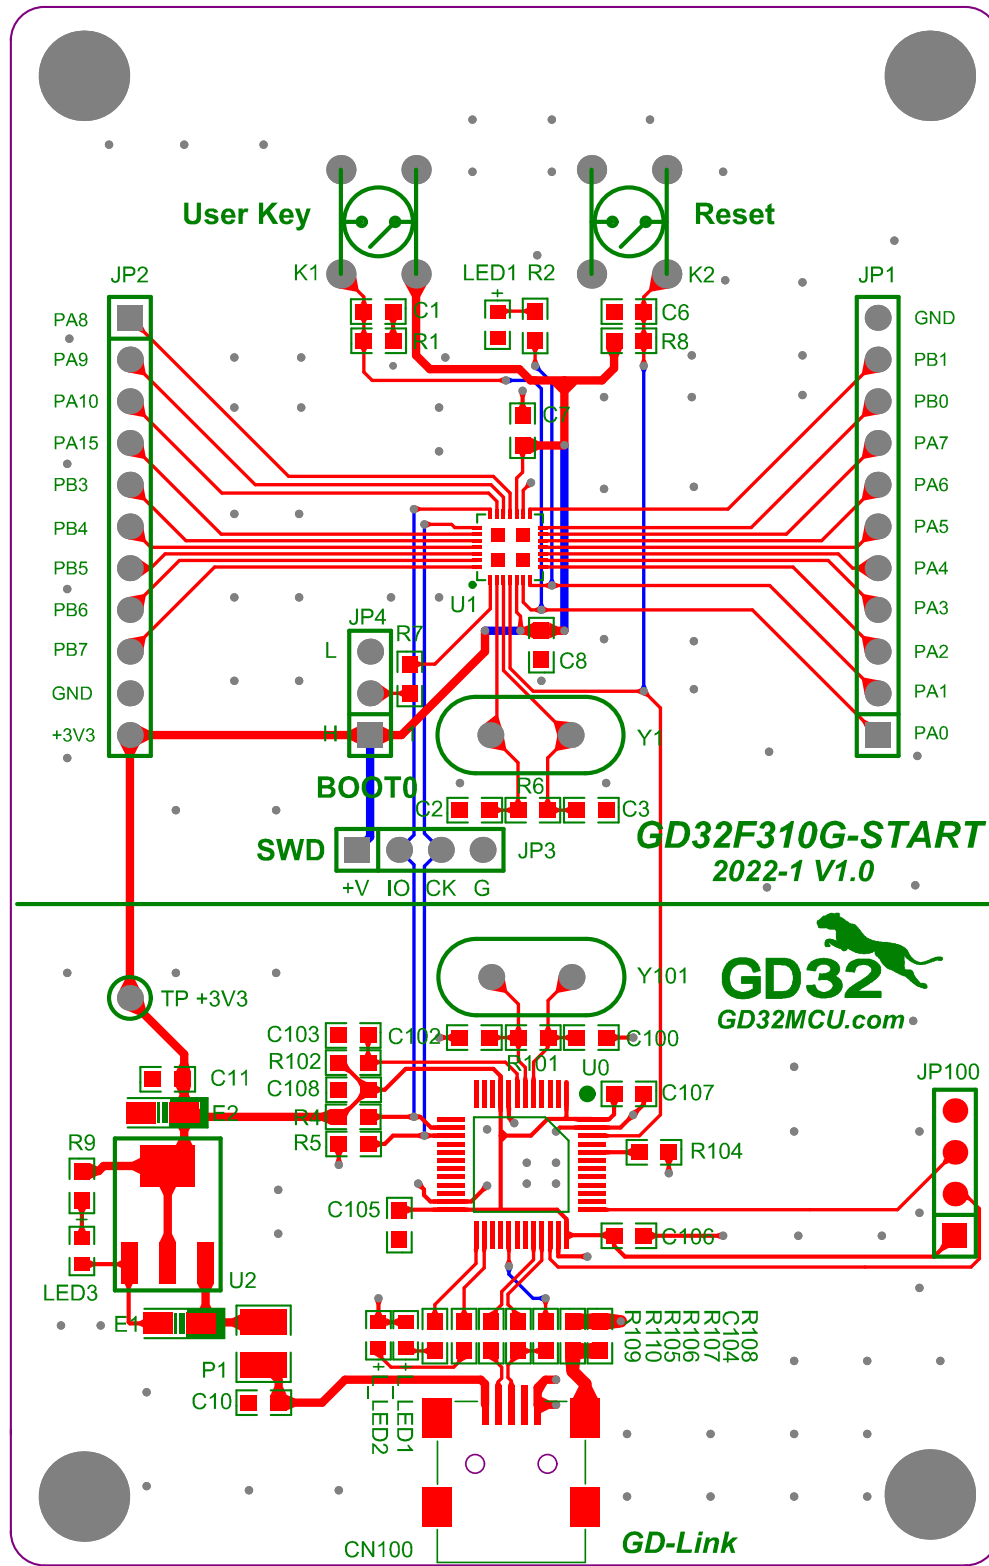 User Key
Reset
K1
LED1
R2
K2
JP2
JP1
+
C1
C6
R1
R8
PA8
PA9
PA10
PA15
PB3
PB4
PB5
PB6
PB7
GND
+3V3
GND
PB1
PB0
PA7
PA6
PA5
PA4
PA3
PA2
PA1
PA0
C7
U1
JP4
R7
L
H
C8
Y1
BOOT0
R6
C2
C3
SWD
JP3
+V IO CK G
GD32F310G-START
2022-1 V1.0
GD32
GD32MCU.com
Y101
TP +3V3
C103
C102
C100
R102
R101
U0
C11
C108
C107
JP100
E2
R4
R9
R5
R104
C105
C106
+
LED3
U2
E1
P1
C10
+
+
LED2
LED1
R109
R110
R105
R106
R107
C104
R108
CN100
GD-Link